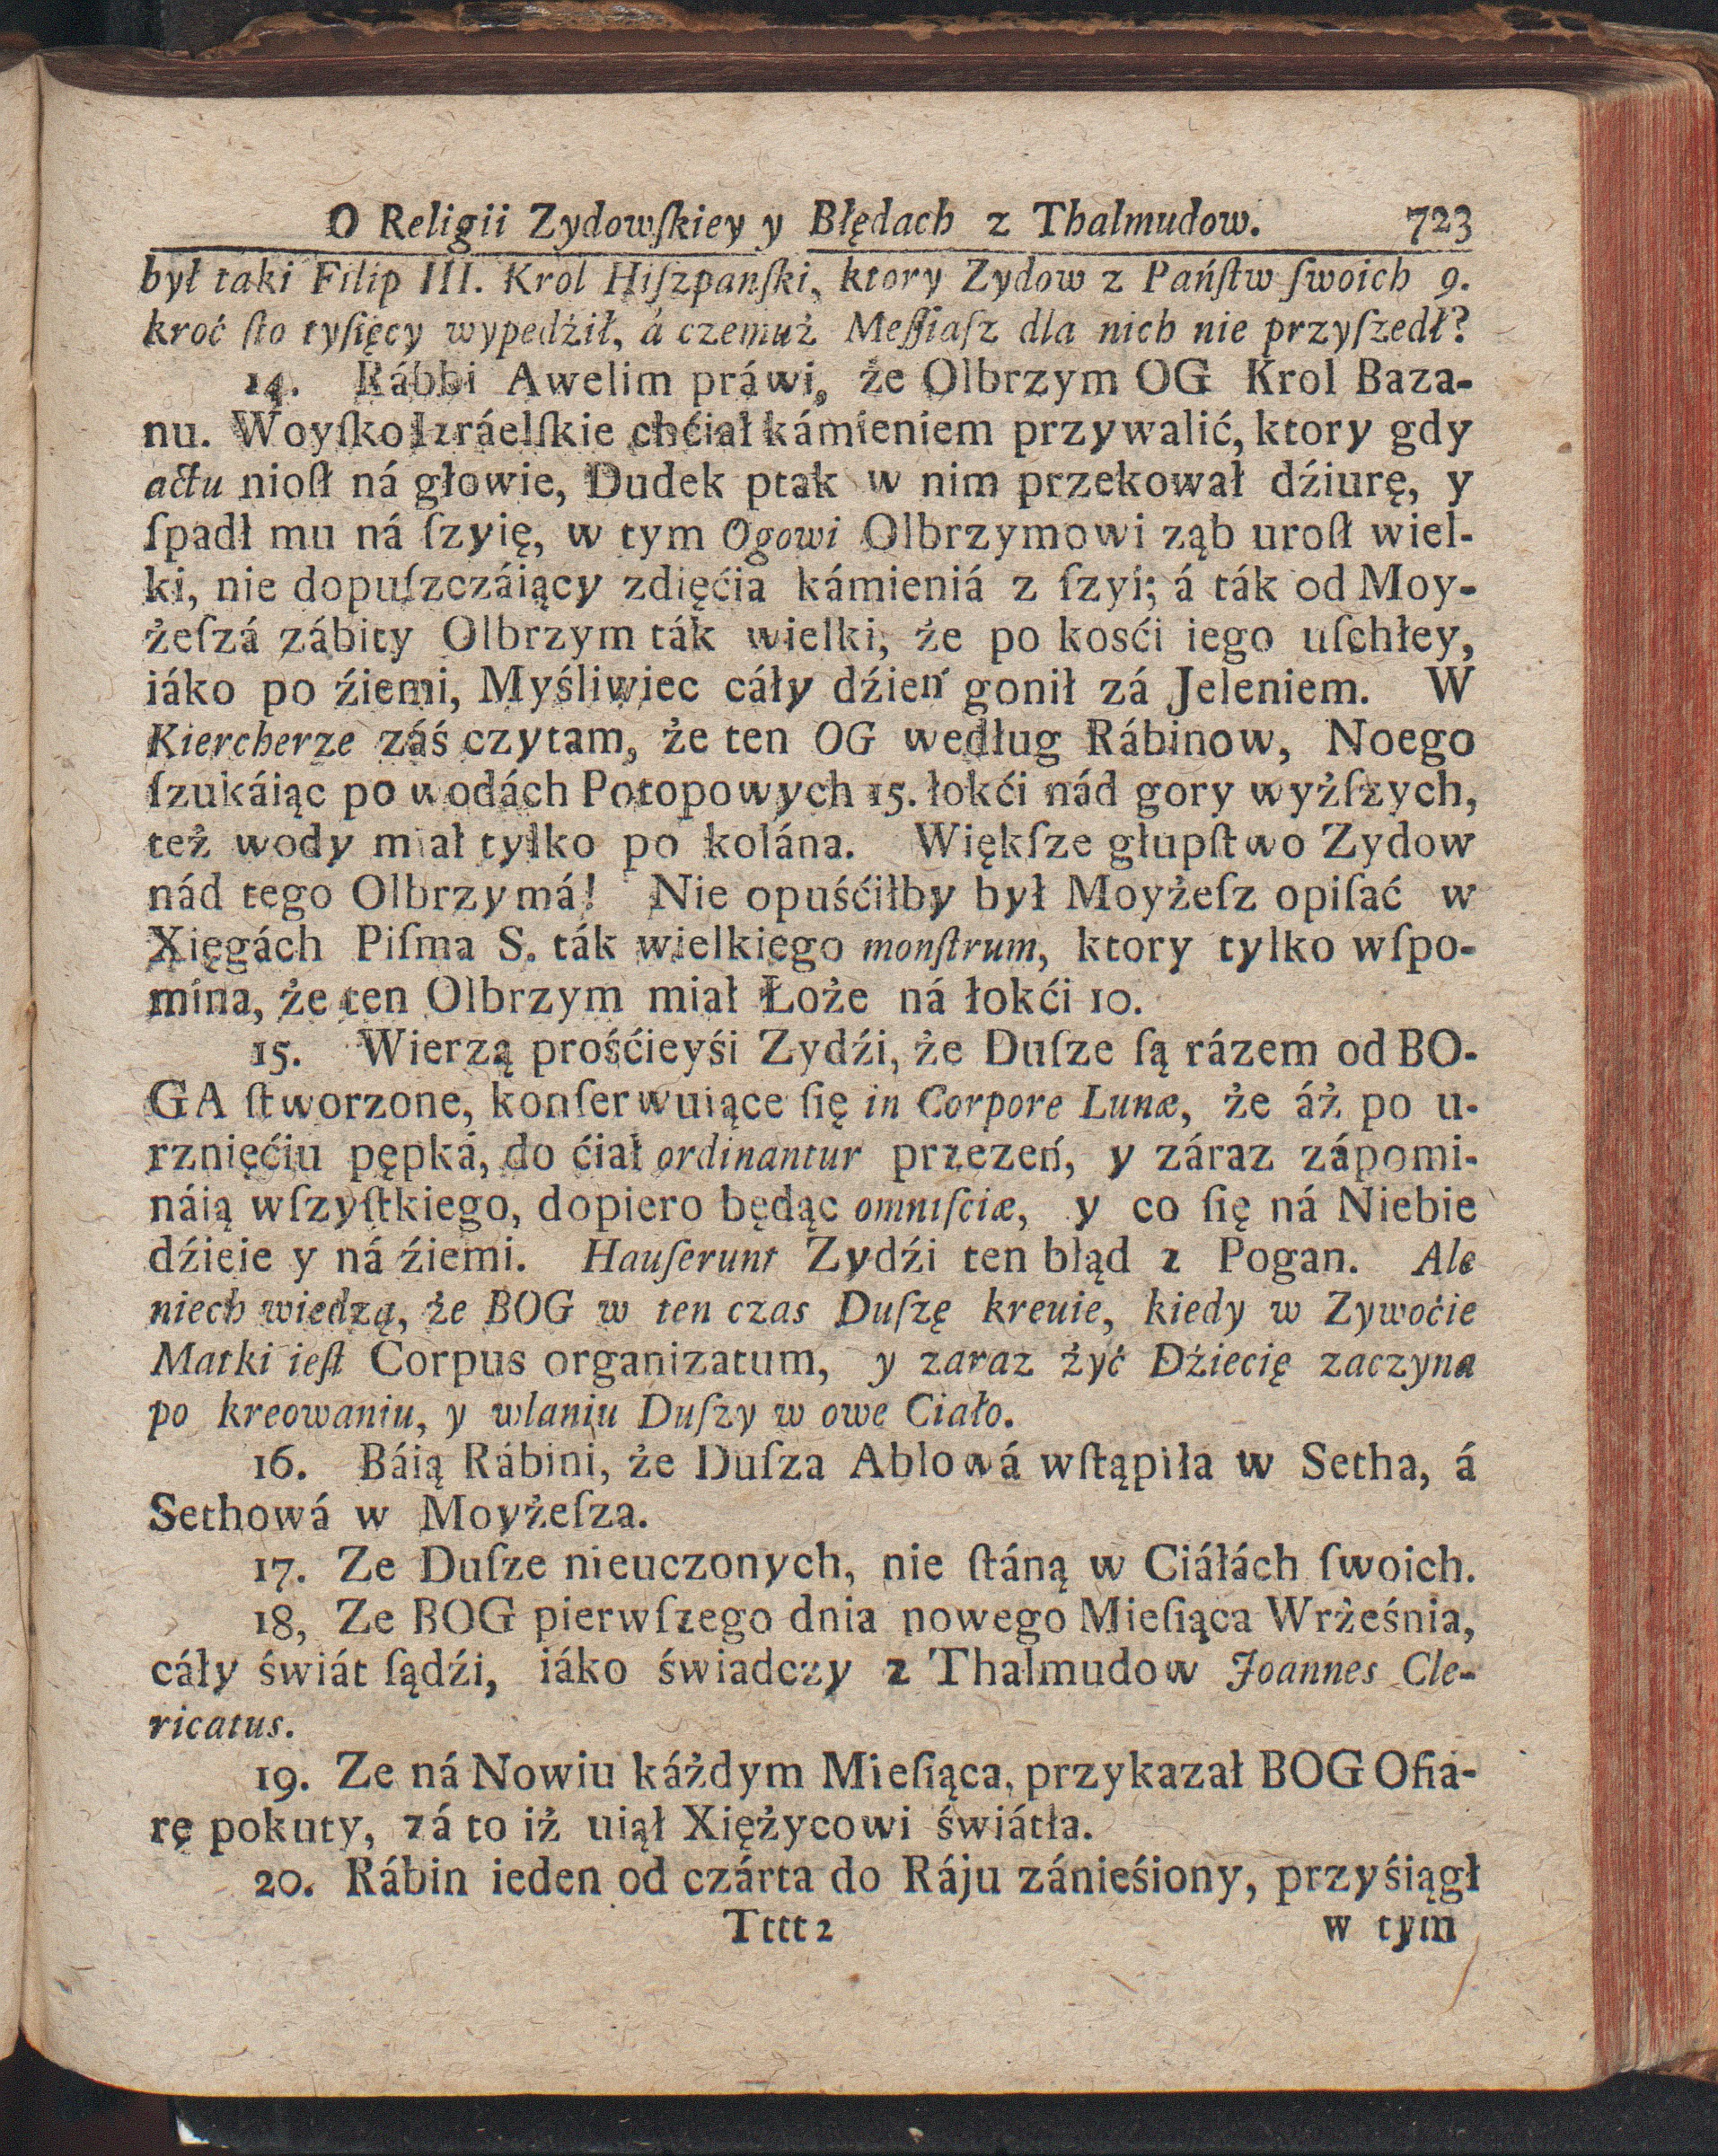 O Religii Zydowſkiey y Błędach z Thalmudow. 723
był taki Filip III. Krol Hiſzpanſki, ktory Zydow z Pańſtw ſwoich 9.
kroć ſto tyſięcy wypedźił, á czemuż Meſſiaſz dla nich nie przyſzedł?
14. Rábbi Awelim práwi, że Olbrzym OG Krol Baza-
nu. Woyſko Izráelſkie chćiał kámieniem przywalić, ktory gdy
actu nioſł ná głowie, Dudek ptak w nim przekował dźiurę, y
ſpadł mu ná ſzyię, w tym Ogowi Olbrzymowi ząb uroſł wiel-
ki, nie dopuſzczáiący zdięćia kámieniá z ſzyi; á ták od Moy-
żeſzá zábity Olbrzym ták wielki, że po kosći iego uſchłey,
iáko po źiemi, Myśliwiec cáły dźień gonił zá Jeleniem. W
Kiercherze záś czytam, że ten OG według Rábinow, Noego
ſzukáiąc po wodách Potopowych 15. łokći nád gory wyżſzych,
też wody miał tylko po kolána. Więkſze głupſtwo Zydow
nád tego Olbrzymá! Nie opuśćiłby był Moyżeſz opiſać w
Xięgách Piſma S. ták wielkiego monſtrum, ktory tylko wſpo-
mina, że ten Olbrzym miał Łoże ná łokći 10.
15. Wierzą prośćieyśi Zydźi, że Duſze ſą rázem od BO-
GA ſtworzone, konſerwuiące ſię in Corpore Lunæ, że áż po u-
rznięćiu pępká, do ćiał ordinantur przezeń, y záraz zápomi-
náią wſzyſtkiego, dopiero będąc omniſciæ, y co ſię ná Niebie
dźieie y ná źiemi. Hauſerunt Zydźi ten błąd z Pogan. Ale
niech wiedzą, że BOG w ten czas Duſzę kreuie, kiedy w Zywoćie
Matki ieſt Corpus organizatum, y zaraz żyć Dźiecię zaczyna
po kreowaniu, y wlaniu Duſzy w owe Ciało.
16. Báią Rábini, że Duſza Ablowá wſtąpiła w Setha, á
Sethowá w Moyżeſza.
17. Ze Duſze nieuczonych, nie ſtáną w Ciáłách ſwoich.
18, Ze BOG pierwſzego dnia nowego Mieſiąca Wrżeśnia,
cáły świát ſądźi, iáko świadczy z Thalmudow Joannes Cle-
ricatus.
19. Ze ná Nowiu káżdym Mieſiąca, przykazał BOG Ofia-
rę pokuty, zá to iż uiął Xiężycowi świátła.
20. Rábin ieden od czárta do Ráju zánieśiony, przyśiągł
Tttt2 w tym